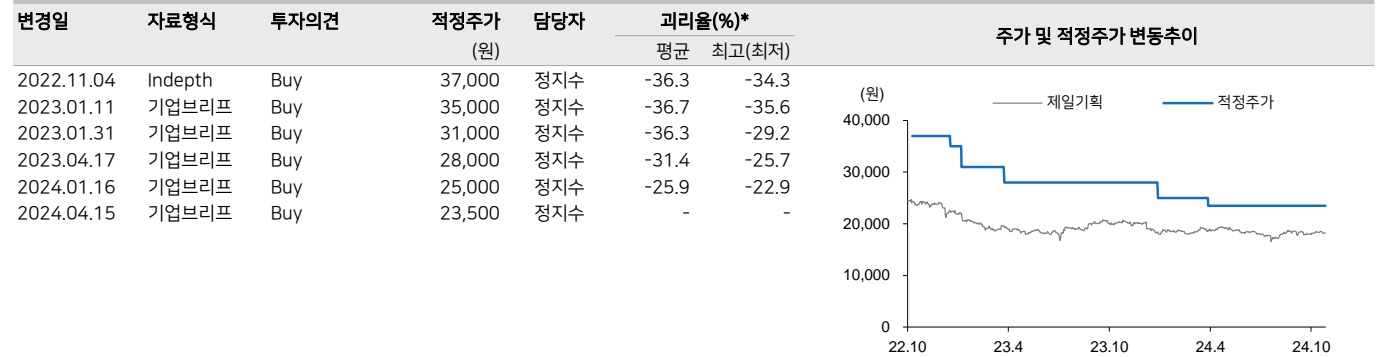 변경일 자료형식 투자의견 적정주가 담당자 괴리율(%)* 주가 및 적정주가 변동추이
(원) 평균 최고(최저)
2022.11.04 Indepth Buy 37,000 정지수 -36.3 -34.3
2023.01.11 기업브리프 Buy 35,000 정지수 -36.7 -35.6
2023.01.31 기업브리프 Buy 31,000 정지수 -36.3 -29.2
2023.04.17 기업브리프 Buy 28,000 정지수 -31.4 -25.7
2024.01.16 기업브리프 Buy 25,000 정지수 -25.9 -22.9
2024.04.15 기업브리프 Buy 23,500 정지수 - -
(원) 제일기획 적정주가
40,000
30,000
20,000
10,000
0
22.10 23.4 23.10 24.4 24.10